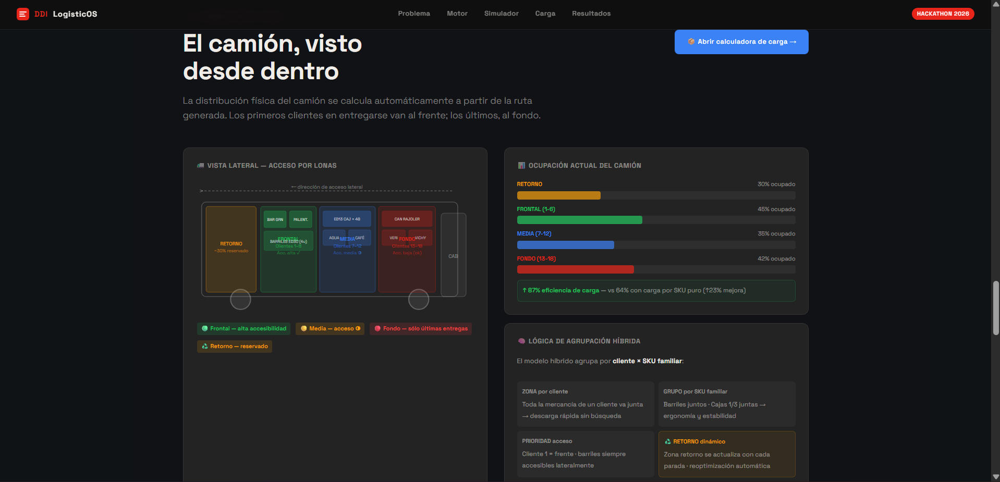 DDI LogisticOS
Problema
Motor
Simulador
Carga
Resultados
HACKATHON 2026
El camión, visto
desde dentro
Abrir calculadora de carga →
La distribución física del camión se calcula automáticamente a partir de la ruta
generada. Los primeros clientes en entregarse van al frente; los últimos, al fondo.
VISTA LATERAL — ACCESO POR LONAS
← dirección de acceso lateral
RETORNO
~30% reservado
BAR GRN
PALENT.
BARRILES ED30 (4u)
FRONTAL
Clientes 1–6
Acc. alta ✓
ED13 CAJ × 48
AGUA
CAFÉ
MEDIA
Clientes 7–12
Acc. media ◑
CAN RAJOLER
VERI
VICHY
FONDO
Clientes 13–18
Acc. baja (ok)
CAB
Frontal — alta accesibilidad
Media — acceso ◑
Fondo — sólo últimas entregas
Retorno — reservado
OCUPACIÓN ACTUAL DEL CAMIÓN
RETORNO 30% ocupado
FRONTAL (1-6) 45% ocupado
MEDIA (7-12) 35% ocupado
FONDO (13-18) 42% ocupado
↑ 87% eficiencia de carga — vs 64% con carga por SKU puro (↑23% mejora)
LÓGICA DE AGRUPACIÓN HÍBRIDA
El modelo híbrido agrupa por cliente × SKU familiar:
ZONA por cliente
Toda la mercancía de un cliente va junta
→ descarga rápida sin búsqueda
GRUPO por SKU familiar
Barriles juntos · Cajas 1/3 juntas →
ergonomía y estabilidad
PRIORIDAD acceso
Cliente 1 = frente · barriles siempre
accesibles lateralmente
RETORNO dinámico
Zona retorno se actualiza con cada
parada · reoptimización automática